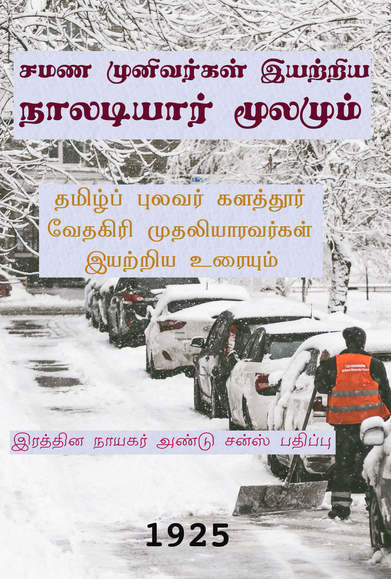 சமண முனிவர்கள் இயற்றிய
நாலடியார் மூலமும்
தமிழ்ப் புலவர் களத்தூர்
வேதகிரி முதலியாரவர்கள்
இயற்றிய உரையும்
இரத்தின நாயகர் அண்டு சன்ஸ் பதிப்பு
1925